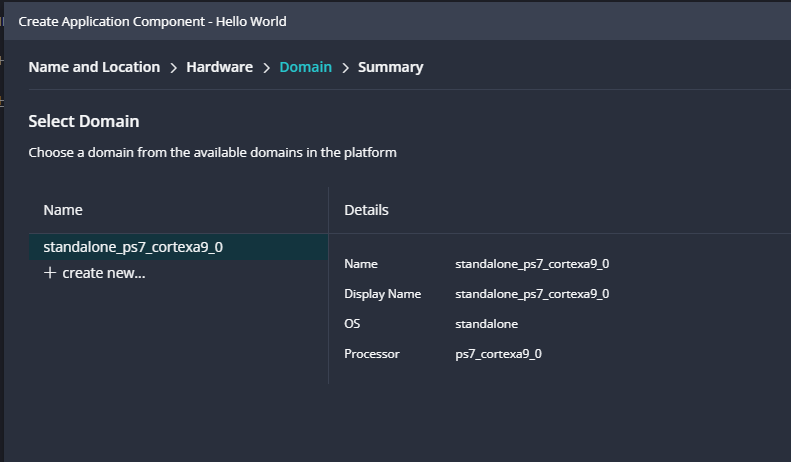 Create Application Component - Hello World
Name and Location > Hardware > Domain > Summary
Select Domain
Choose a domain from the available domains in the platform
Name
standalone_ps7_cortexa9_0
+ create new...
Details
Name standalone_ps7_cortexa9_0
Display Name standalone_ps7_cortexa9_0
OS standalone
Processor ps7_cortexa9_0